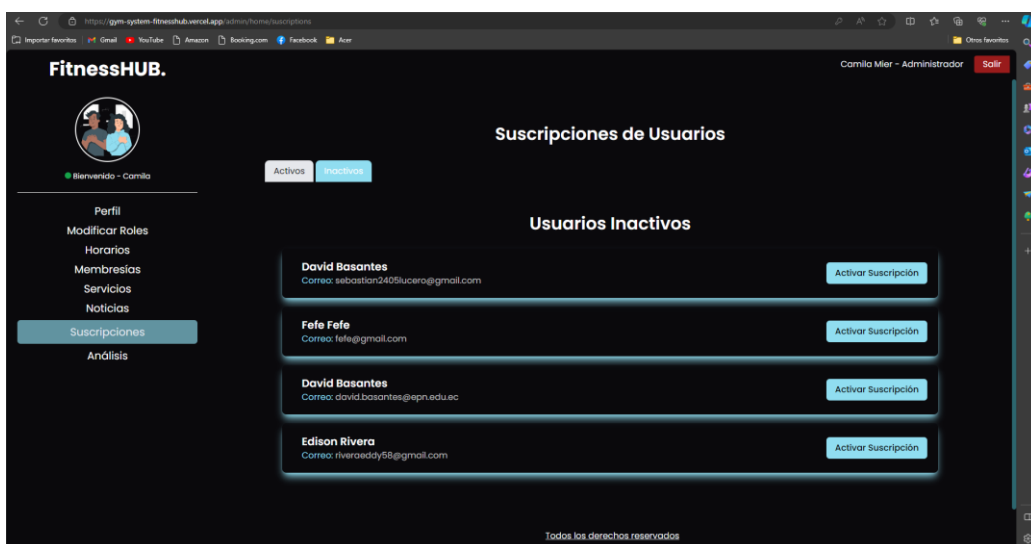 https://gym-system-fitnesshub.vercel.app/admin/home/suscriptions
Importar favoritos Gmail YouTube Amazon Booking.com Facebook Acer Otros favoritos
FitnessHUB.
Camila Mier - Administrador Salir
Bienvenido - Camila
Perfil
Modificar Roles
Horarios
Membresías
Servicios
Noticias
Suscripciones
Análisis
Suscripciones de Usuarios
Activos Inactivos
Usuarios Inactivos
David Basantes
Correo: sebastian2405lucero@gmail.com
Activar Suscripción
Fefe Fefe
Correo: fefe@gmail.com
Activar Suscripción
David Basantes
Correo: david.basantes@epn.edu.ec
Activar Suscripción
Edison Rivera
Correo: riveraeddy58@gmail.com
Activar Suscripción
Todos los derechos reservados